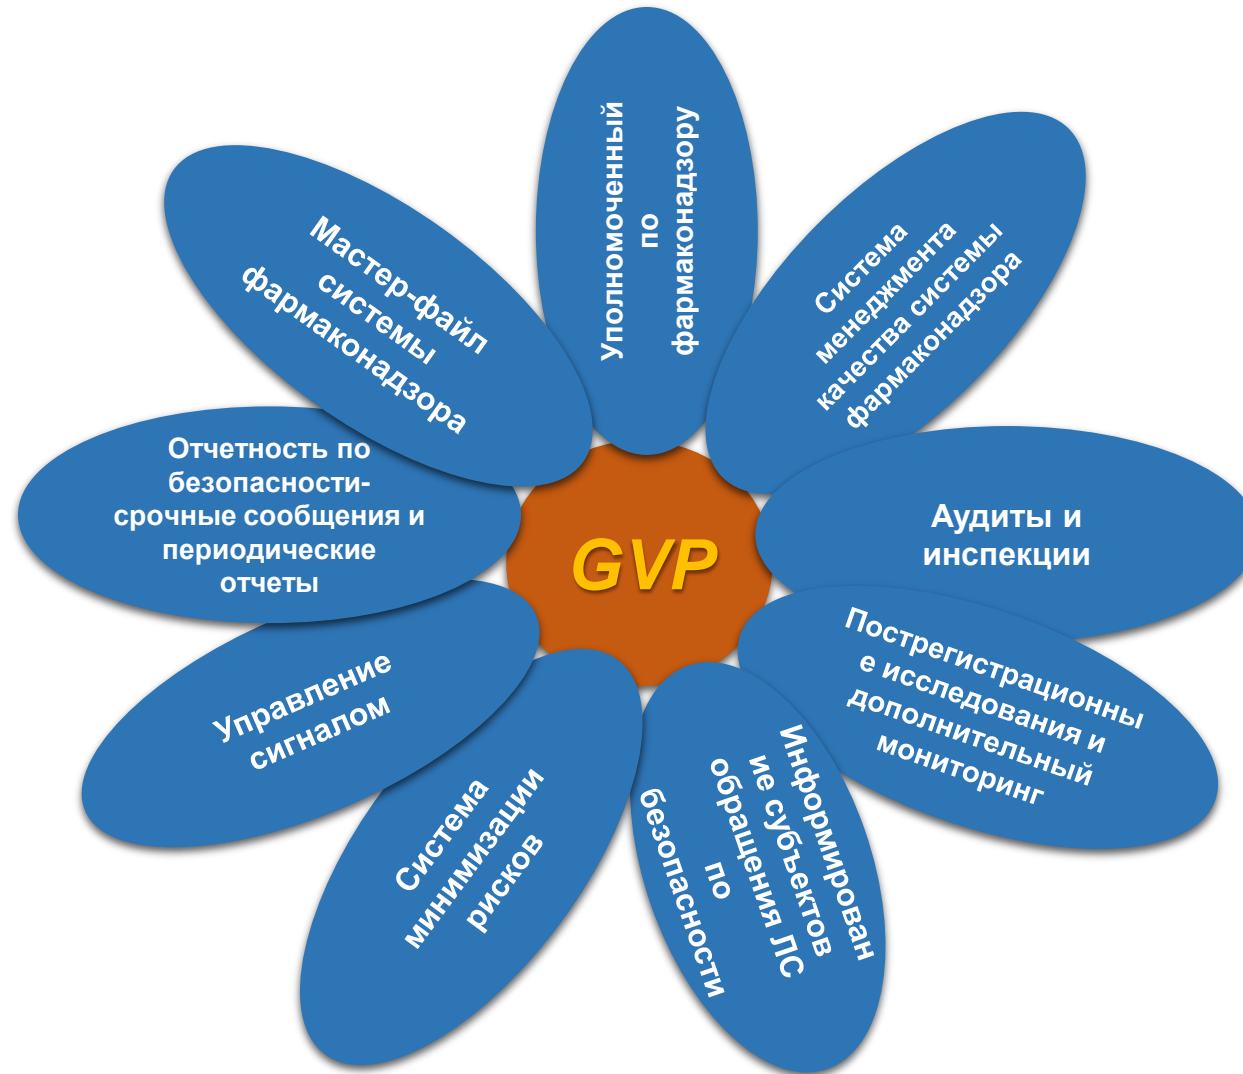 Уполномоченный
по
фармаконадзору
Система
менеджмента
качества системы
фармаконадзора
Аудиты и
инспекции
Пострегистрационны
е исследования и
дополнительный
мониторинг
Информирован
ие субъектов
обращения ЛС
по
безопасности
Система
минимизации
рисков
Управление
сигналом
Отчетность по
безопасности-
срочные сообщения и
периодические
отчеты
Мастер-файл
системы
фармаконадзора
GVP